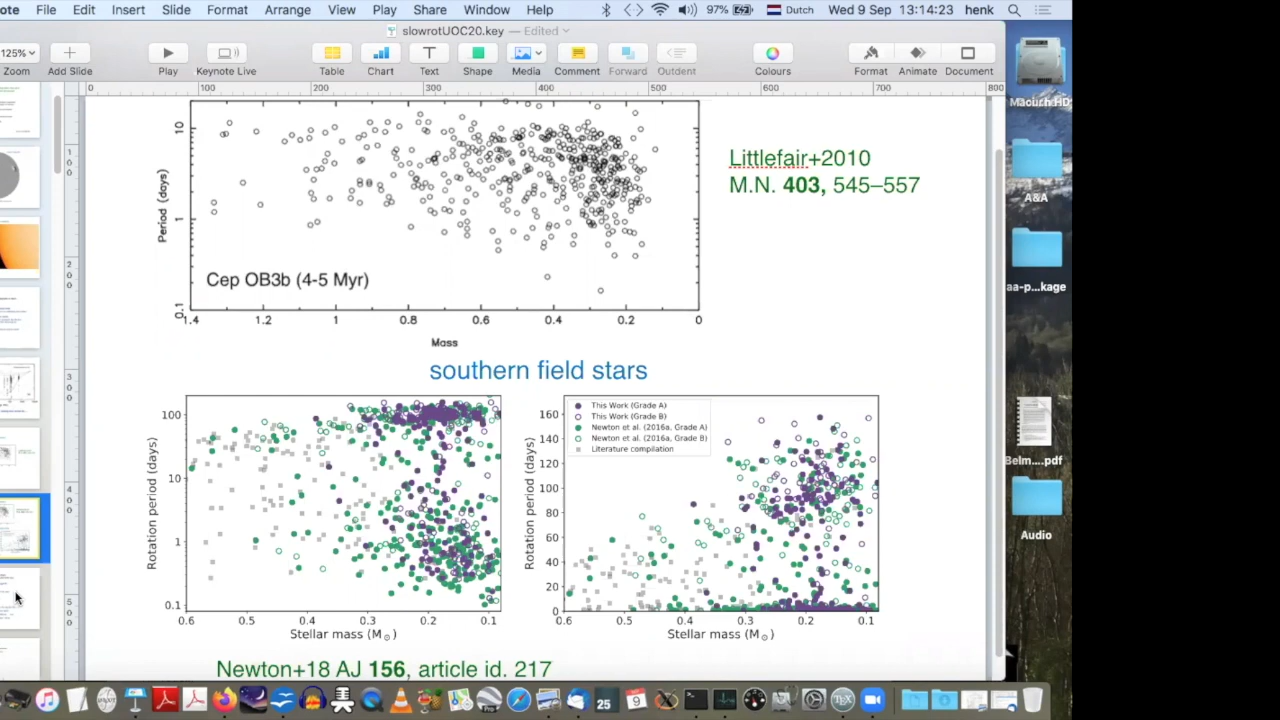 ote File Edit Insert Slide Format Arrange View Play Share Window Help 97% Dutch Wed 9 Sep 13:14:23 henk
slowrotUOC20.key — Edited
125%
Zoom Add Slide Play Keynote Live Table Chart Text Shape Media Comment Forward Outdent Colours Format Animate Document
0 100 200 300 400 500 600 700 800
Macintosh HD
A&A
aa-p...kage
Belm....pdf
Audio
10
1
0.1
Period (days)
Cep OB3b (4-5 Myr)
1.4 1.2 1 0.8 0.6 0.4 0.2 0
Mass
Littlefair+2010
M.N. 403, 545–557
southern field stars
100
10
1
0.1
Rotation period (days)
0.6 0.5 0.4 0.3 0.2 0.1
Stellar mass (M⊙)
160
140
120
100
80
60
40
20
0
Rotation period (days)
This Work (Grade A)
This Work (Grade B)
Newton et al. (2016a, Grade A)
Newton et al. (2016a, Grade B)
Literature compilation
0.6 0.5 0.4 0.3 0.2 0.1
Stellar mass (M⊙)
Newton+18 AJ 156, article id. 217
25
9
TEX